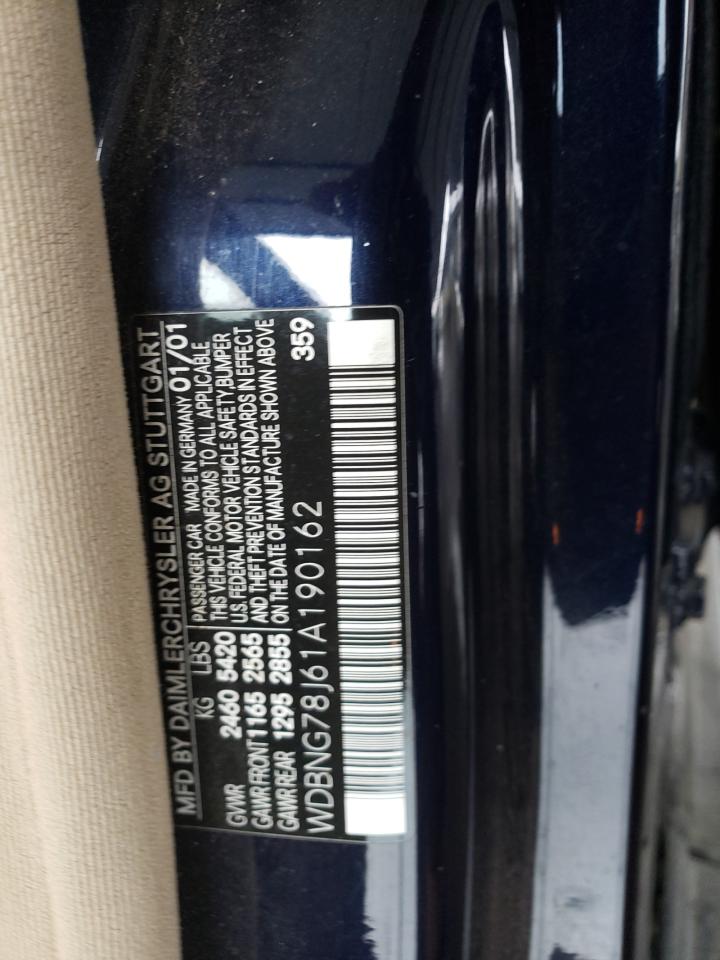 MFD BY DAIMLERCHRYSLER AG STUTTGART
KG LBS PASSENGER CAR MADE IN GERMANY 01/01
THIS VEHICLE CONFORMS TO ALL APPLICABLE
GVWR 2460 5420 U.S. FEDERAL MOTOR VEHICLE SAFETY,BUMPER
GAWR FRONT 1165 2565 AND THEFT PREVENTION STANDARDS IN EFFECT
GAWR REAR 1295 2855 ON THE DATE OF MANUFACTURE SHOWN ABOVE
WDBNG78J61A190162 359